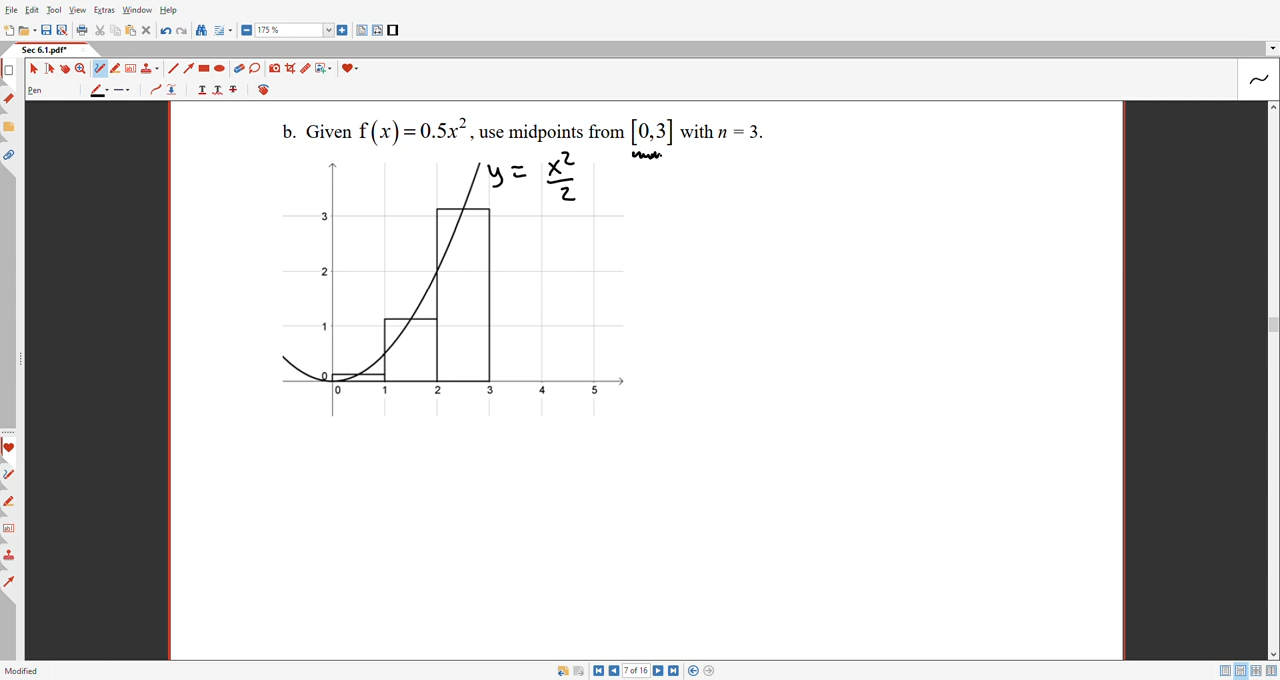 File Edit Tool View Extras Window Help
175 %
Sec 6.1.pdf*
Pen
b. Given f(x) = 0.5x², use midpoints from [0,3] with n = 3.
y = x²/2
3
2
1
0
0 1 2 3 4 5
Modified
7 of 16